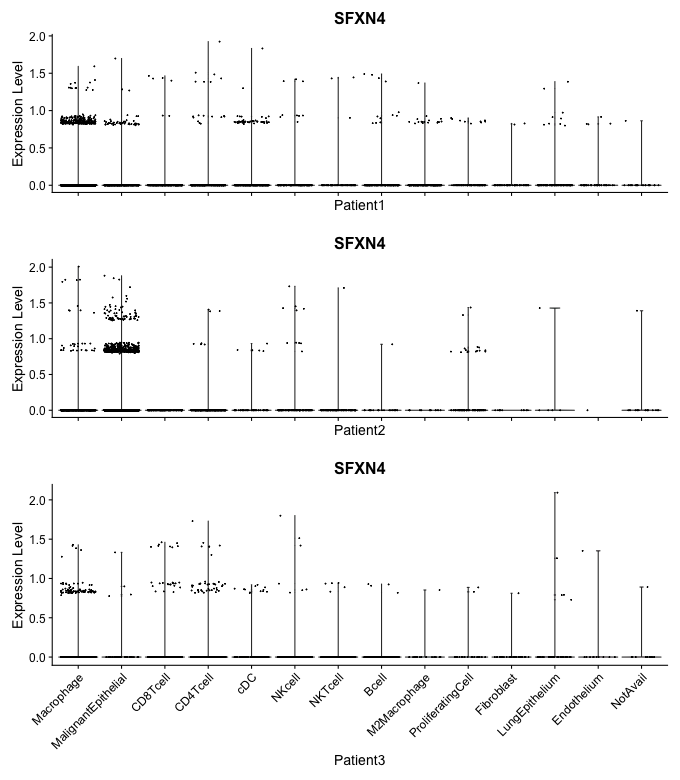 SFXN4
Expression Level
2.0
1.5
1.0
0.5
0.0
Patient1
SFXN4
Expression Level
2.0
1.5
1.0
0.5
0.0
Patient2
SFXN4
Expression Level
2.0
1.5
1.0
0.5
0.0
Macrophage
MalignantEpithelial
CD8Tcell
CD4Tcell
cDC
NKcell
NKTcell
Bcell
M2Macrophage
ProliferatingCell
Fibroblast
LungEpithelium
Endothelium
NotAvail
Patient3